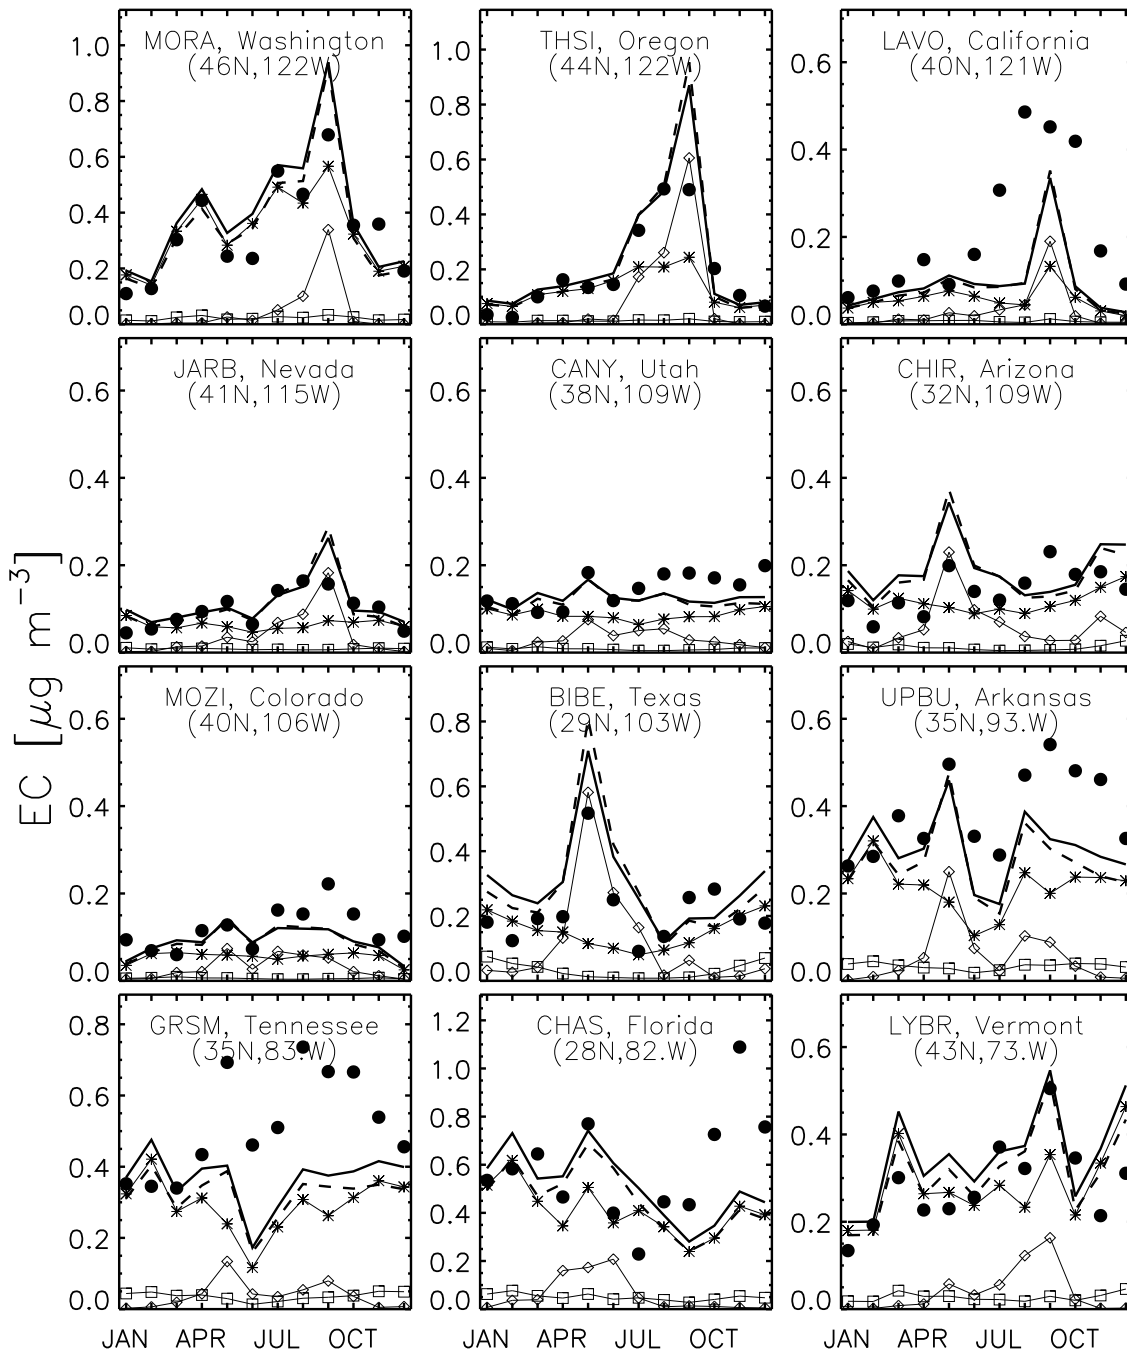 MORA, Washington
(46N,122W)
1.0
0.8
0.6
0.4
0.2
0.0
THSI, Oregon
(44N,122W)
1.0
0.8
0.6
0.4
0.2
0.0
LAVO, California
(40N,121W)
0.6
0.4
0.2
0.0
JARB, Nevada
(41N,115W)
0.6
0.4
0.2
0.0
CANY, Utah
(38N,109W)
0.6
0.4
0.2
0.0
CHIR, Arizona
(32N,109W)
0.6
0.4
0.2
0.0
EC [μg m⁻³]
MOZI, Colorado
(40N,106W)
0.6
0.4
0.2
0.0
BIBE, Texas
(29N,103W)
0.8
0.6
0.4
0.2
0.0
UPBU, Arkansas
(35N,93.W)
0.6
0.4
0.2
0.0
GRSM, Tennessee
(35N,83.W)
0.8
0.6
0.4
0.2
0.0
CHAS, Florida
(28N,82.W)
1.2
1.0
0.8
0.6
0.4
0.2
0.0
LYBR, Vermont
(43N,73.W)
0.6
0.4
0.2
0.0
JAN APR JUL OCT
JAN APR JUL OCT
JAN APR JUL OCT